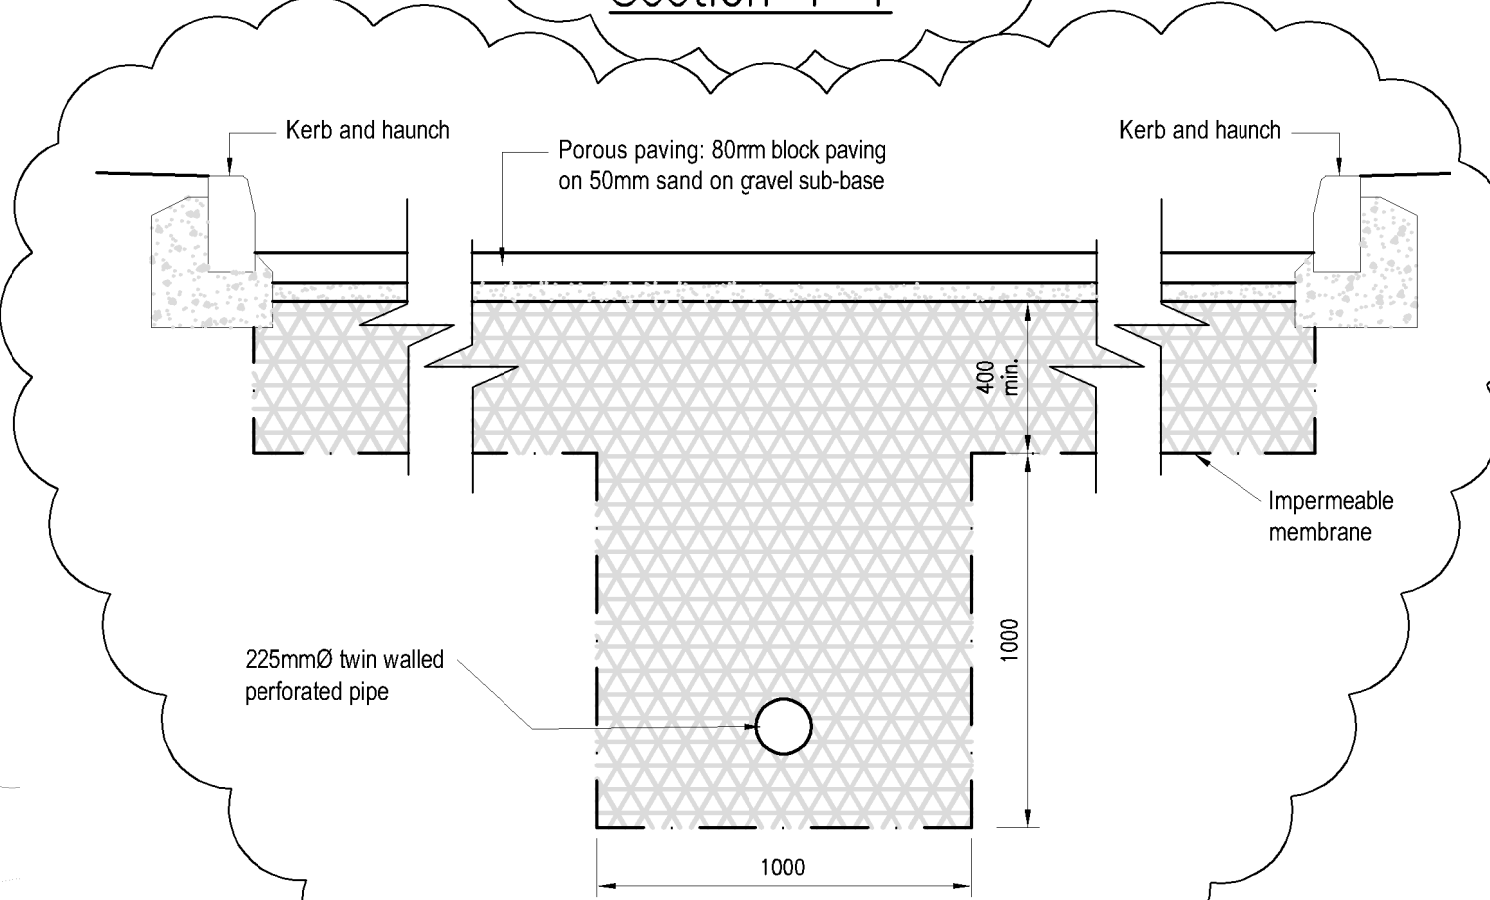 Kerb and haunch
Porous paving: 80mm block paving
on 50mm sand on gravel sub-base
Kerb and haunch
400
min.
Impermeable
membrane
1000
225mmØ twin walled
perforated pipe
1000